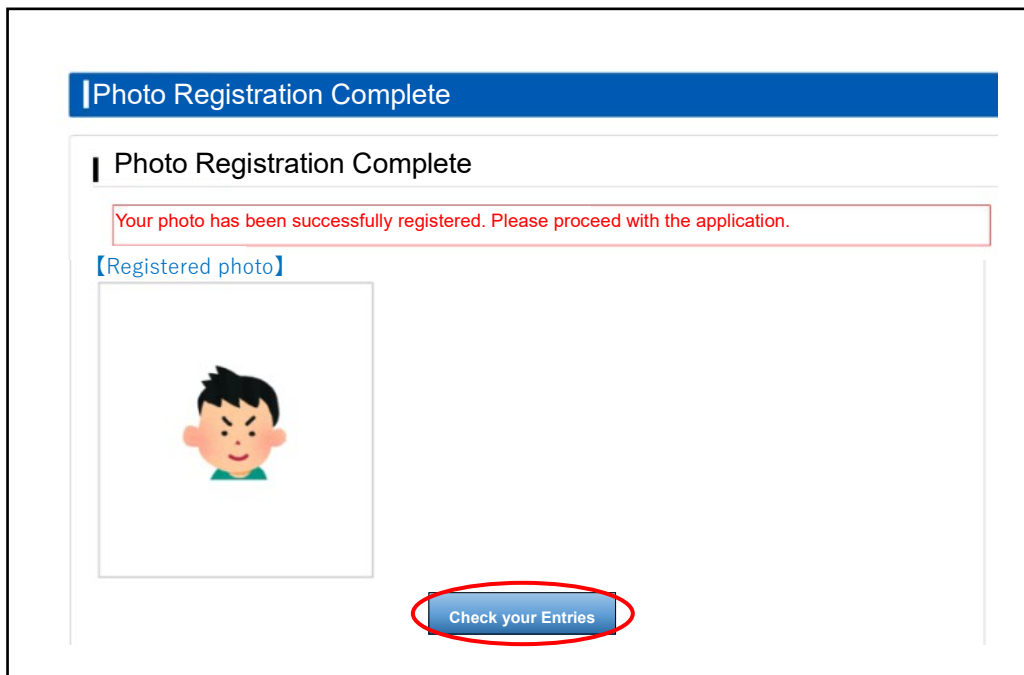 Photo Registration Complete
Photo Registration Complete
Your photo has been successfully registered. Please proceed with the application.
【Registered photo】
Check your Entries